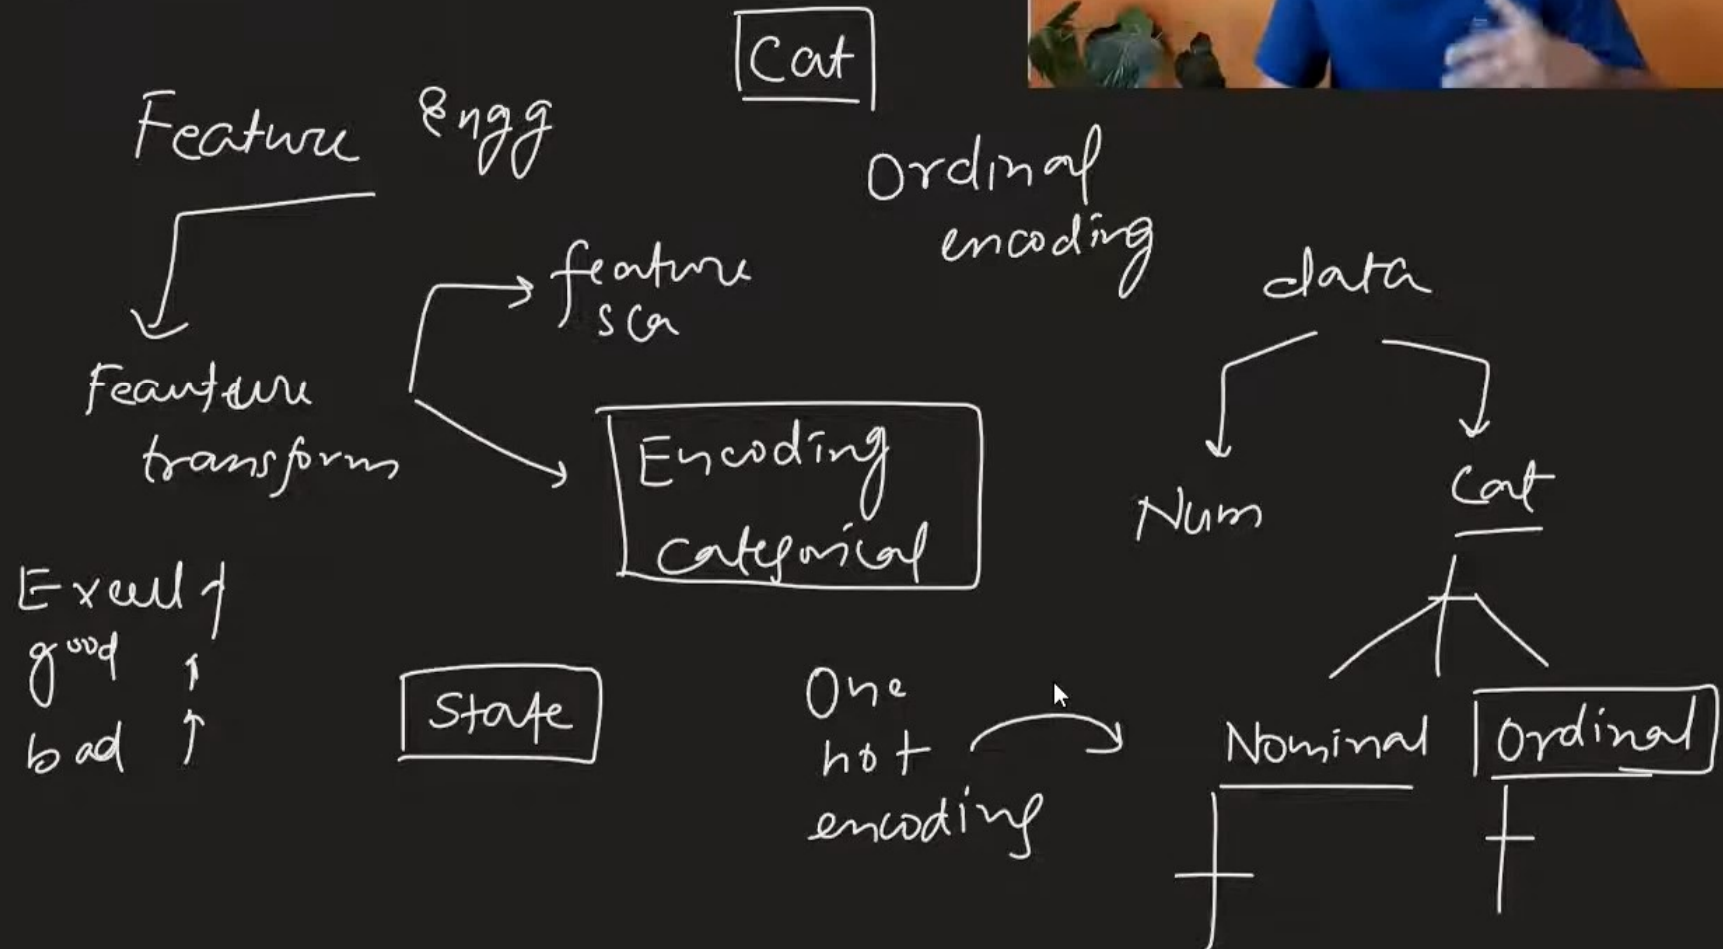 Cat
Feature Engg
Ordinal
encoding
feature
sca
data
Feauture
transform
Encoding
Categorical
Num
Cat
Excell
good
bad
State
One
hot
encoding
Nominal
Ordinal